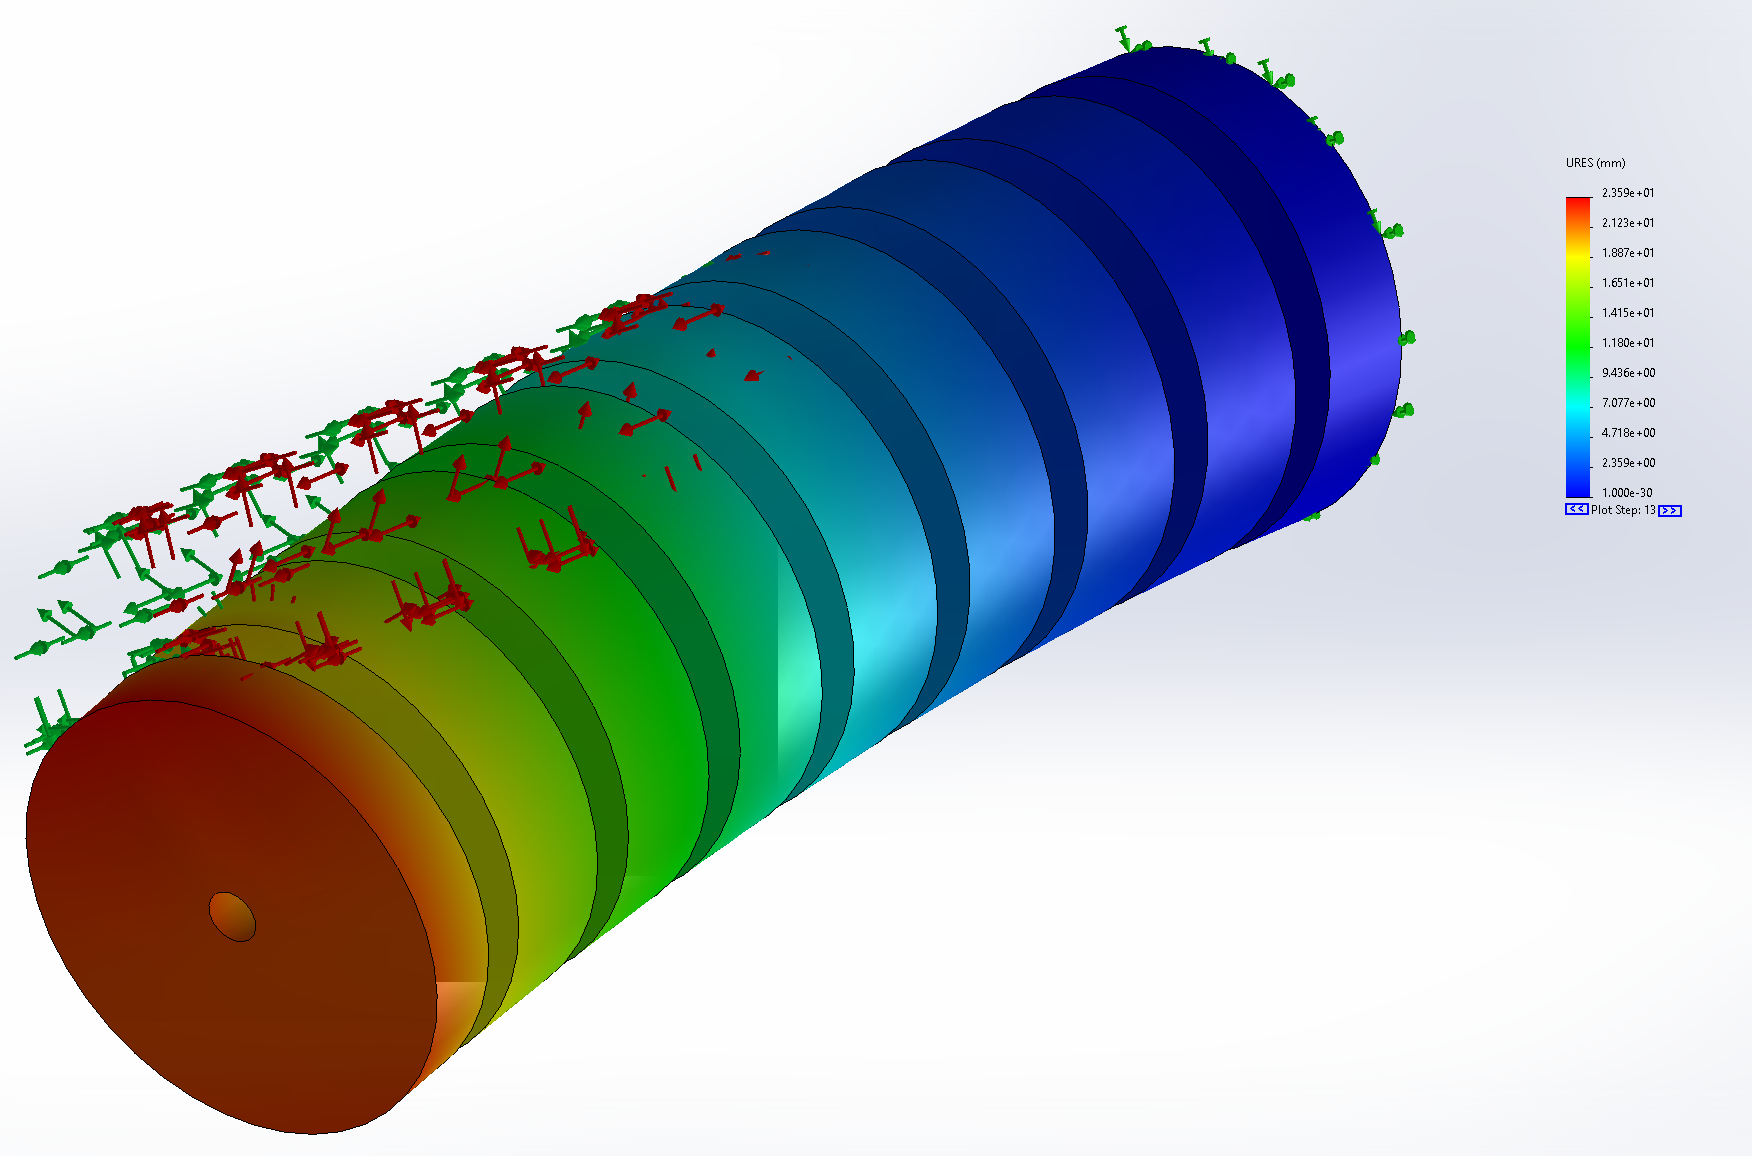 URES (mm)
2.359e+01
2.123e+01
1.887e+01
1.651e+01
1.415e+01
1.180e+01
9.436e+00
7.077e+00
4.718e+00
2.359e+00
1.000e-30
<< Plot Step: 13 >>